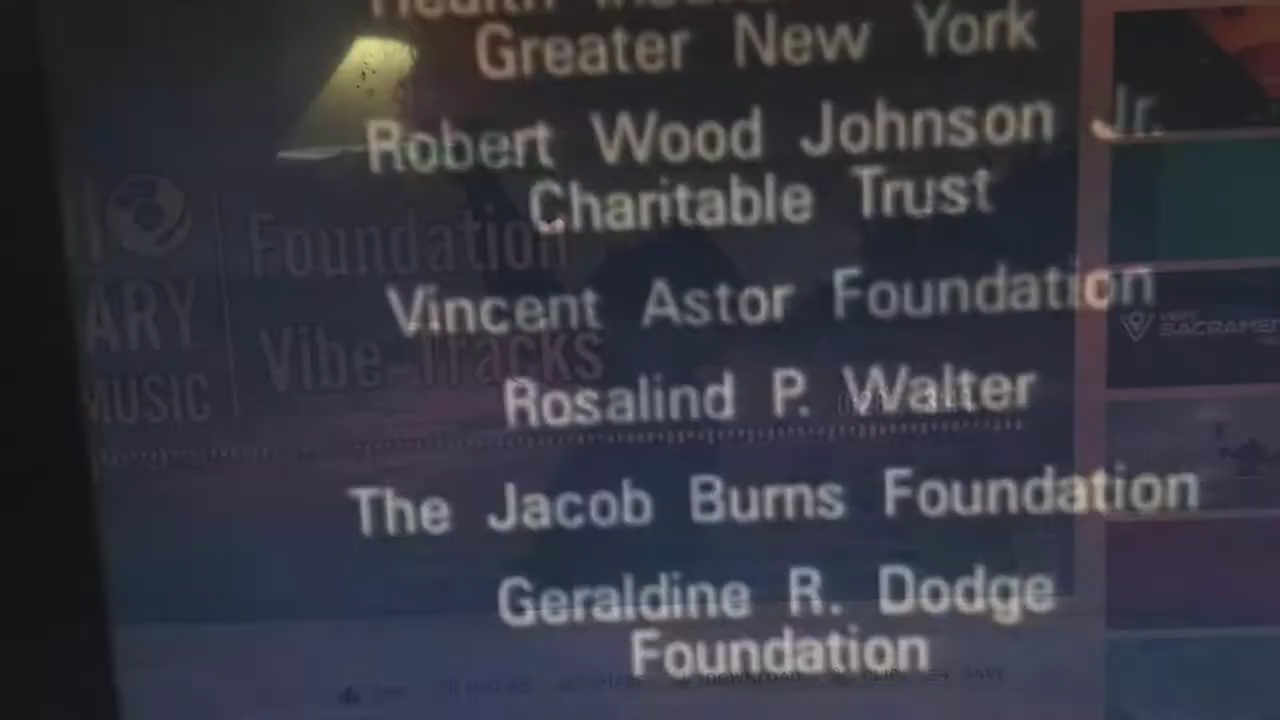 Greater New York
Robert Wood Johnson Jr.
Charitable Trust
Foundation
Vincent Astor Foundation
ARY
Vibe Tracks
MUSIC
Rosalind P. Walter
The Jacob Burns Foundation
Geraldine R. Dodge
Foundation